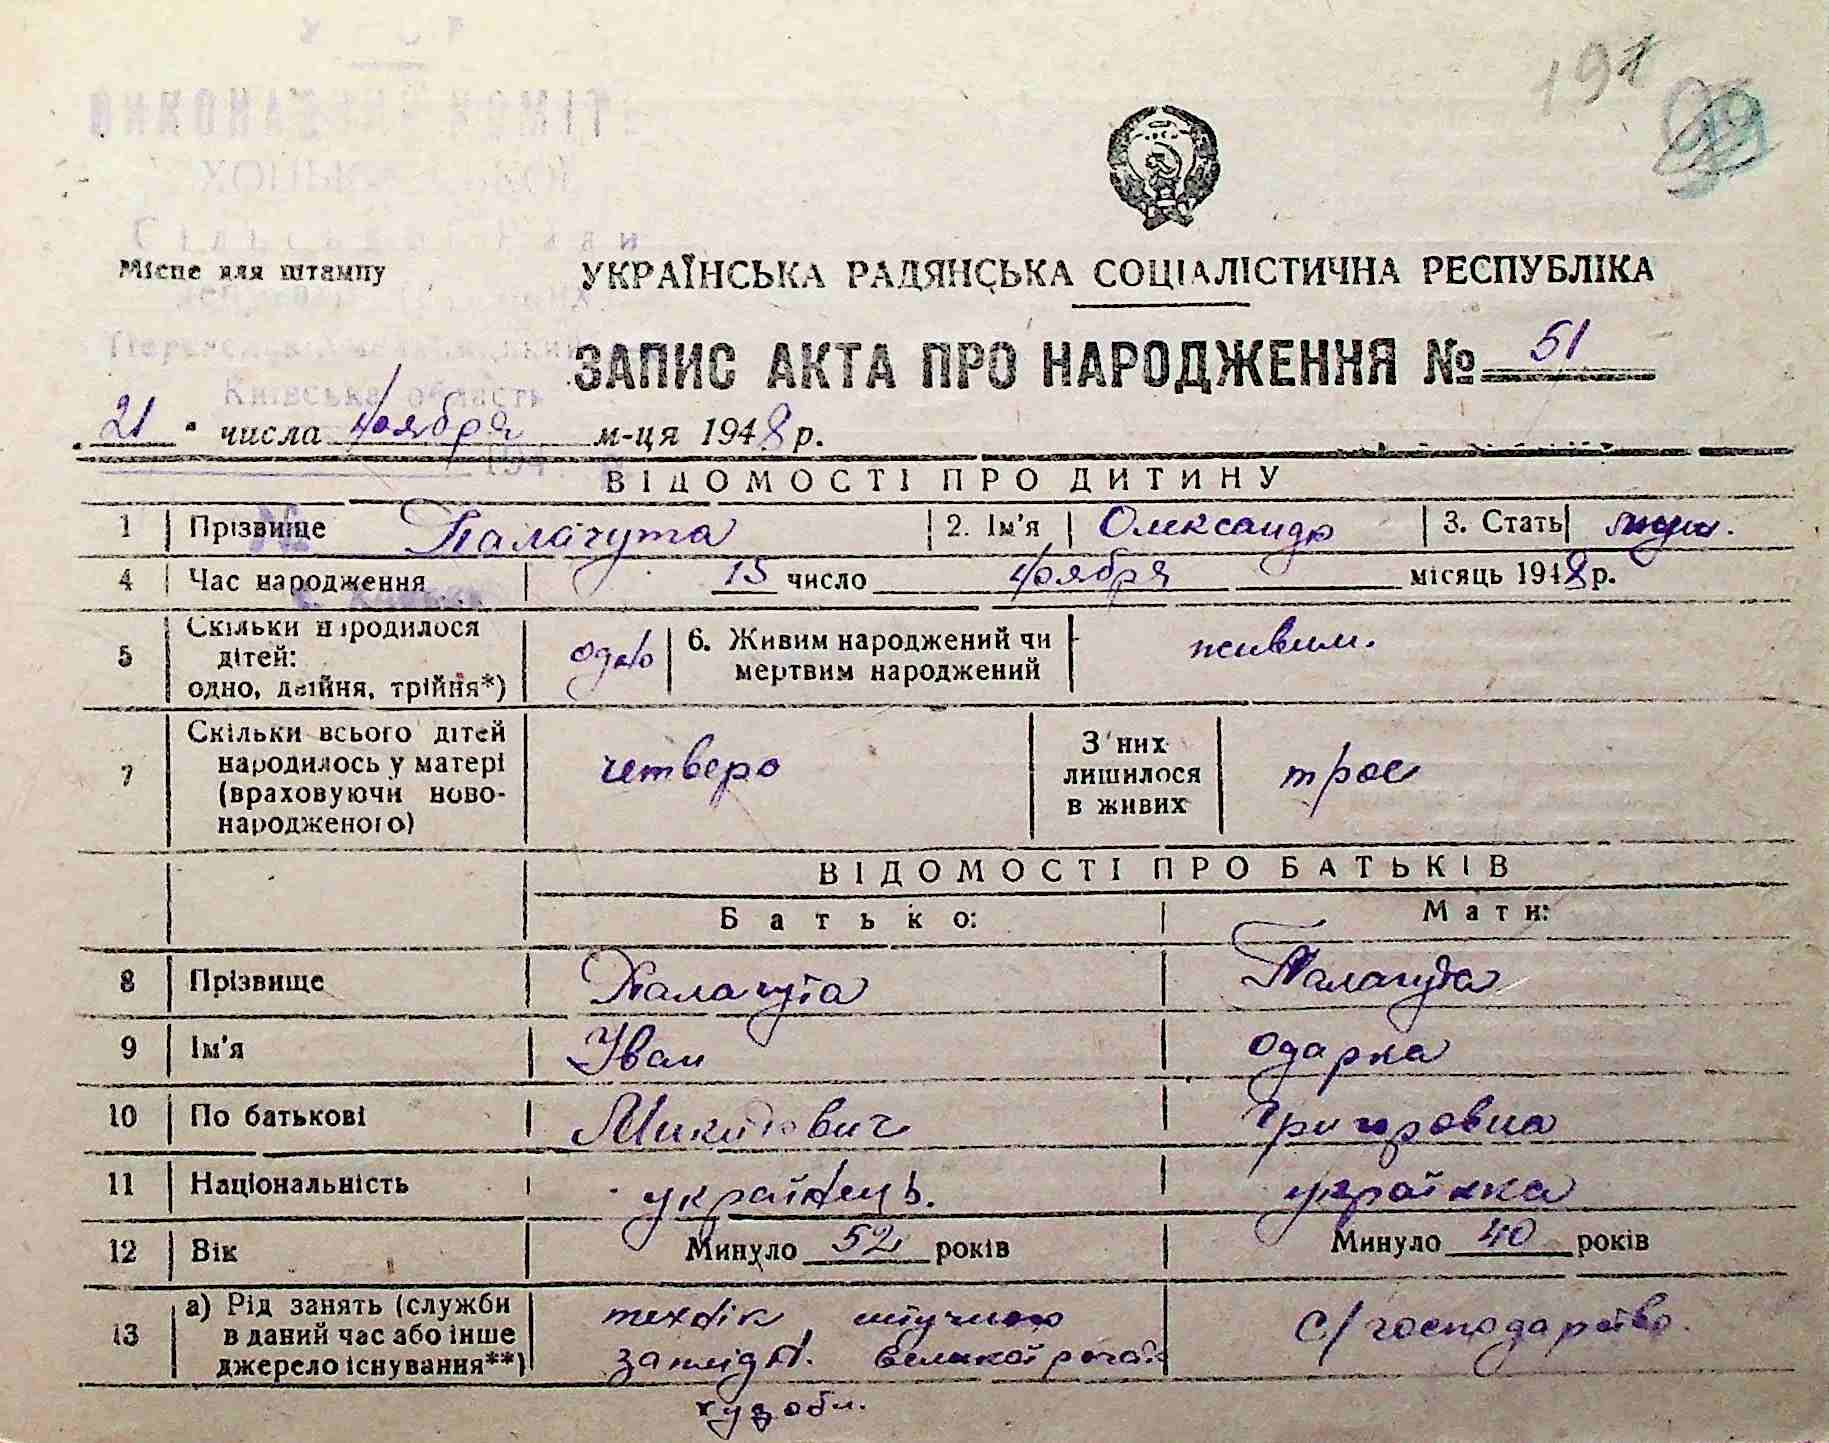 191
УКРАЇНСЬКА РАДЯНСЬКА СОЦІАЛІСТИЧНА РЕСПУБЛІКА
Місце для штампу
ЗАПИС АКТА ПРО НАРОДЖЕННЯ № 51
Київська область
„21“ числа ноября м-ця 1948 р.
ВІДОМОСТІ ПРО ДИТИНУ
1 Прізвище Палагута 2. Ім'я Олександр 3. Стать муж.
4 Час народження 15 число ноября місяць 1948 р.
5 Скільки народилося дітей: одно, двійня, трійня*) одно 6. Живим народжений чи мертвим народжений живим.
7 Скільки всього дітей народилось у матері (враховуючи новонародженого) четверо З них лишилося в живих троє
ВІДОМОСТІ ПРО БАТЬКІВ
Батько: Мати:
8 Прізвище Палагута Палагута
9 Ім'я Іван Одарка
10 По батькові Микитович Григоровна
11 Національність українець. українка
12 Вік Минуло 52 років Минуло 40 років
13 а) Рід занять (служби в даний час або інше джерело існування**) технік штучного заплідн. великої рогат. худоби. С/господарство.